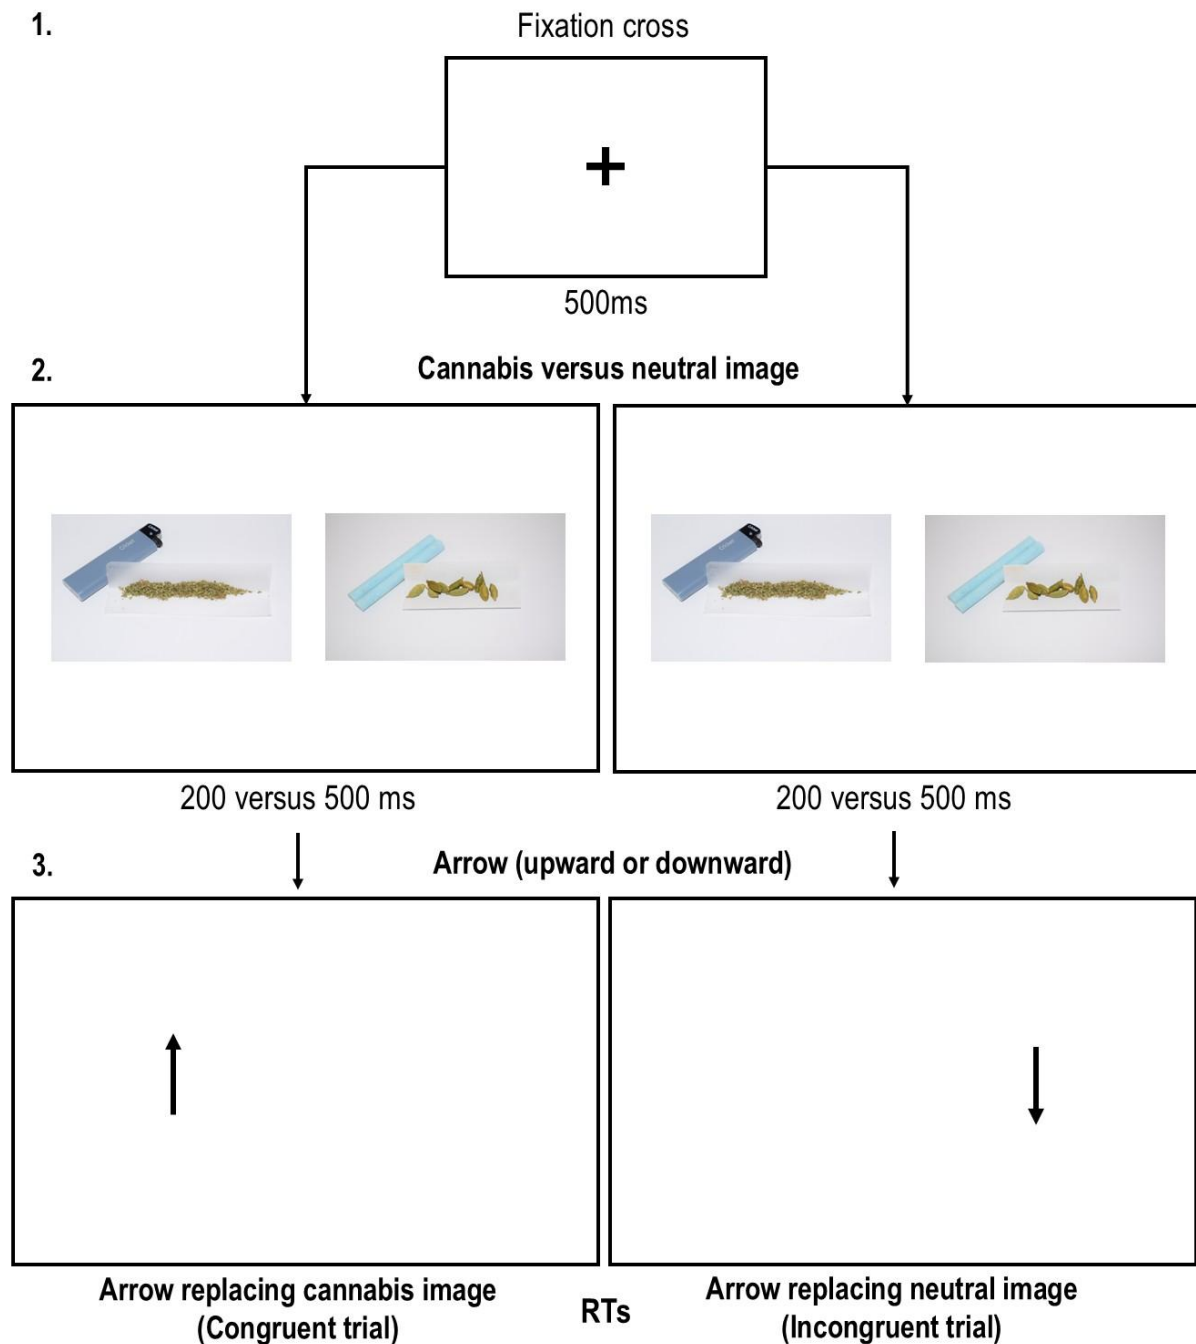 1.
Fixation cross
500ms
2.
Cannabis versus neutral image
200 versus 500 ms
200 versus 500 ms
3.
Arrow (upward or downward)
Arrow replacing cannabis image
(Congruent trial)
RTs
Arrow replacing neutral image
(Incongruent trial)